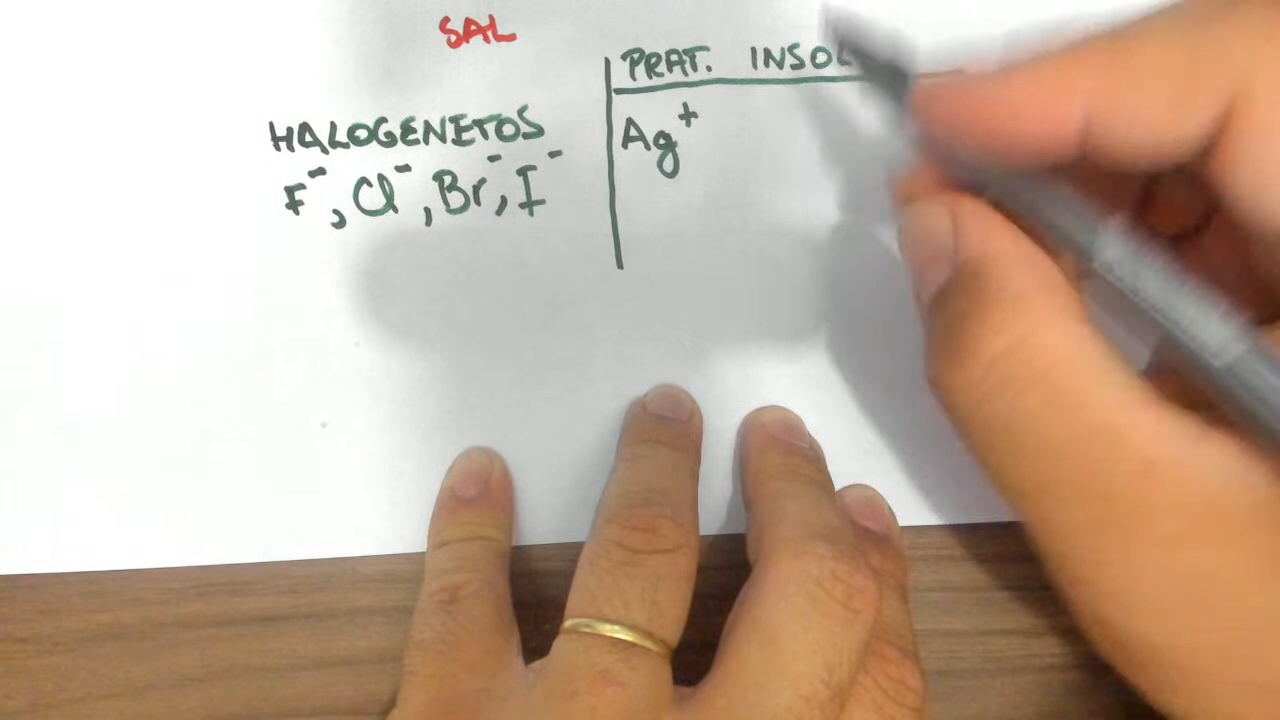 SAL
PRAT. INSOL
HALOGENETOS
Ag⁺
F⁻, Cl⁻, Br⁻, I⁻